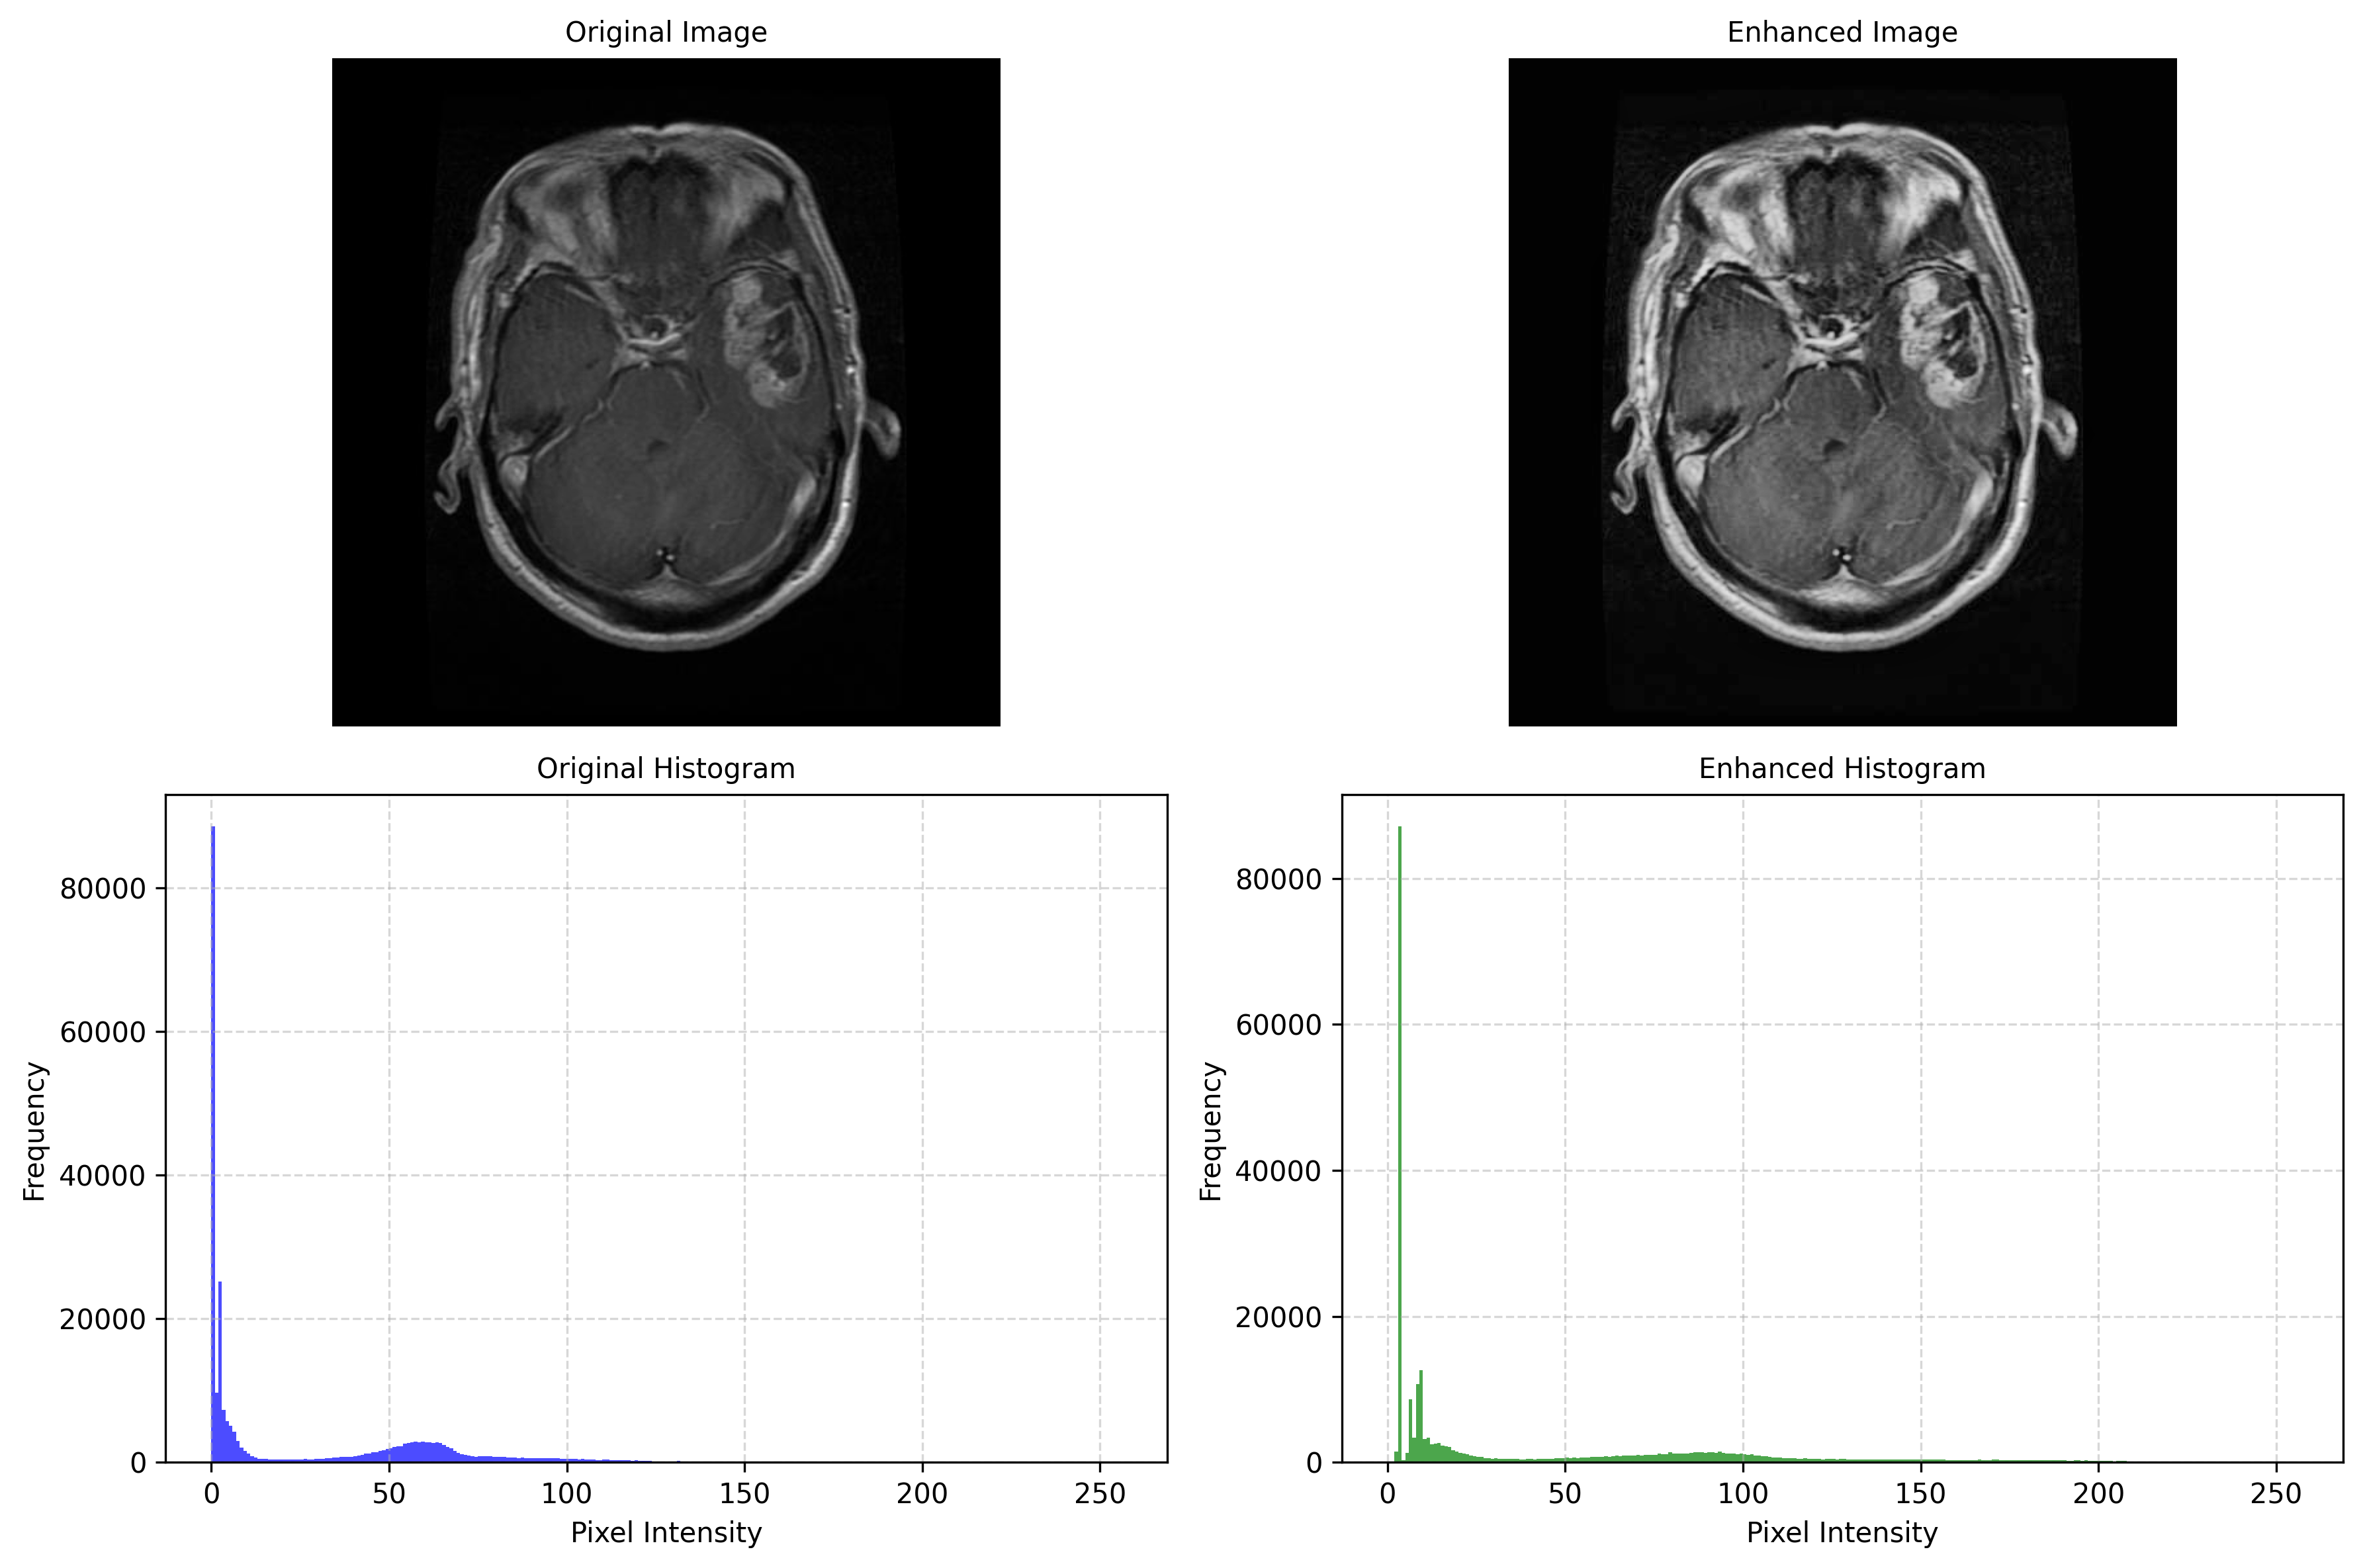 Original Image
Enhanced Image
Original Histogram
Enhanced Histogram
Frequency
80000
60000
40000
20000
0
0 50 100 150 200 250
Pixel Intensity
Frequency
80000
60000
40000
20000
0
0 50 100 150 200 250
Pixel Intensity